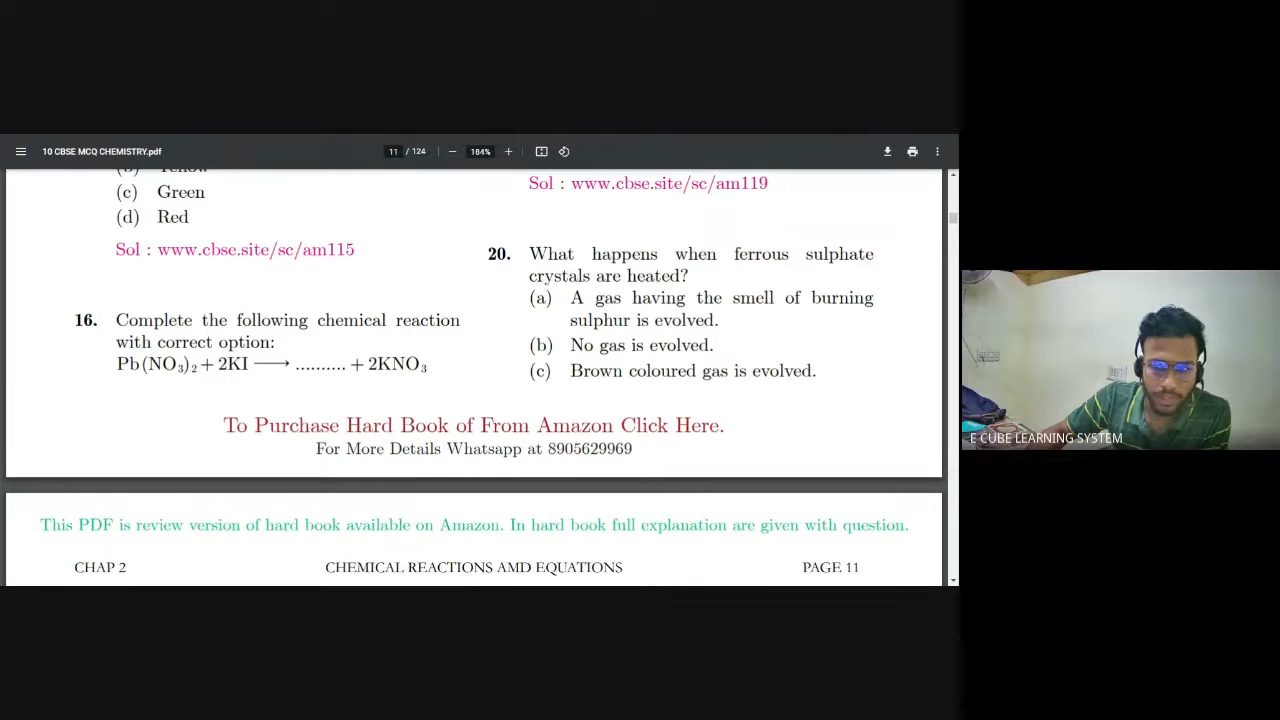 10 CBSE MCQ CHEMISTRY.pdf
11 / 124
184%
(c) Green
(d) Red
Sol : www.cbse.site/sc/am115
16. Complete the following chemical reaction
with correct option:
Pb(NO₃)₂ + 2KI ⟶ .......... + 2KNO₃
Sol : www.cbse.site/sc/am119
20. What happens when ferrous sulphate
crystals are heated?
(a) A gas having the smell of burning
sulphur is evolved.
(b) No gas is evolved.
(c) Brown coloured gas is evolved.
To Purchase Hard Book of From Amazon Click Here.
For More Details Whatsapp at 8905629969
This PDF is review version of hard book available on Amazon. In hard book full explanation are given with question.
CHAP 2 CHEMICAL REACTIONS AMD EQUATIONS PAGE 11
E CUBE LEARNING SYSTEM